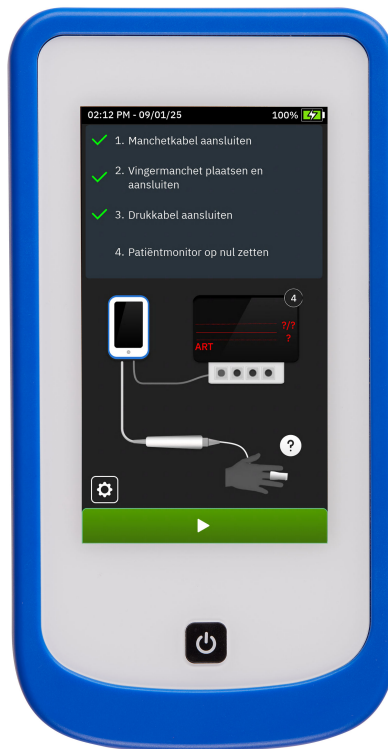 02:12 PM - 09/01/25 100%
1. Manchetkabel aansluiten
2. Vingermanchet plaatsen en
aansluiten
3. Drukkabel aansluiten
4. Patiëntmonitor op nul zetten
4
?/?
?
ART
?